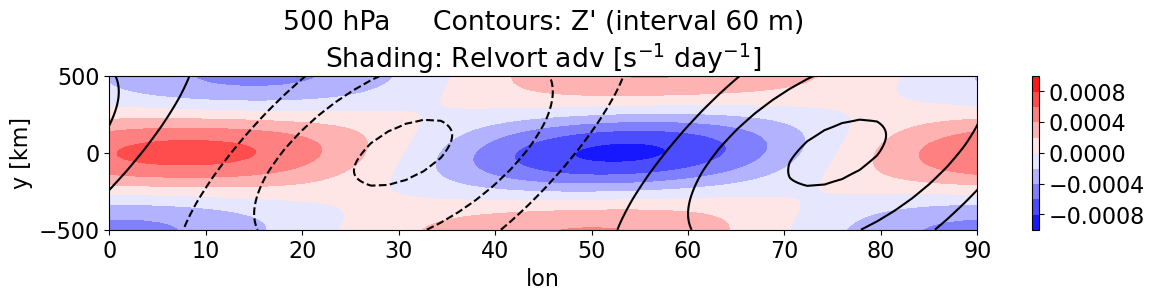 500 hPa     Contours: Z' (interval 60 m)
Shading: Relvort adv [s⁻¹ day⁻¹]
y [km]
500
0
−500
0 10 20 30 40 50 60 70 80 90
lon
0.0008
0.0004
0.0000
−0.0004
−0.0008